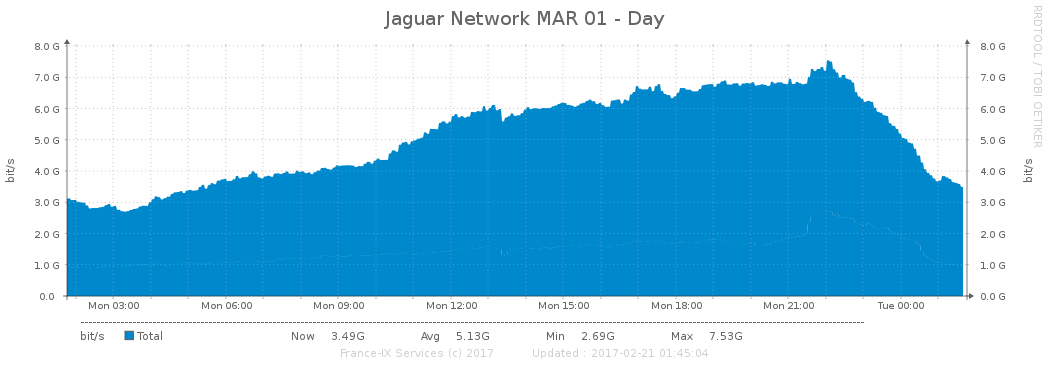 Jaguar Network MAR 01 - Day
RRDTOOL / TOBI OETIKER
8.0 G 8.0 G
7.0 G 7.0 G
6.0 G 6.0 G
5.0 G 5.0 G
4.0 G 4.0 G
3.0 G 3.0 G
2.0 G 2.0 G
1.0 G 1.0 G
0.0 0.0 G
bit/s
bit/s
Mon 03:00 Mon 06:00 Mon 09:00 Mon 12:00 Mon 15:00 Mon 18:00 Mon 21:00 Tue 00:00
bit/s Total Now 3.49G Avg 5.13G Min 2.69G Max 7.53G
France-IX Services (c) 2017 Updated : 2017-02-21 01:45:04